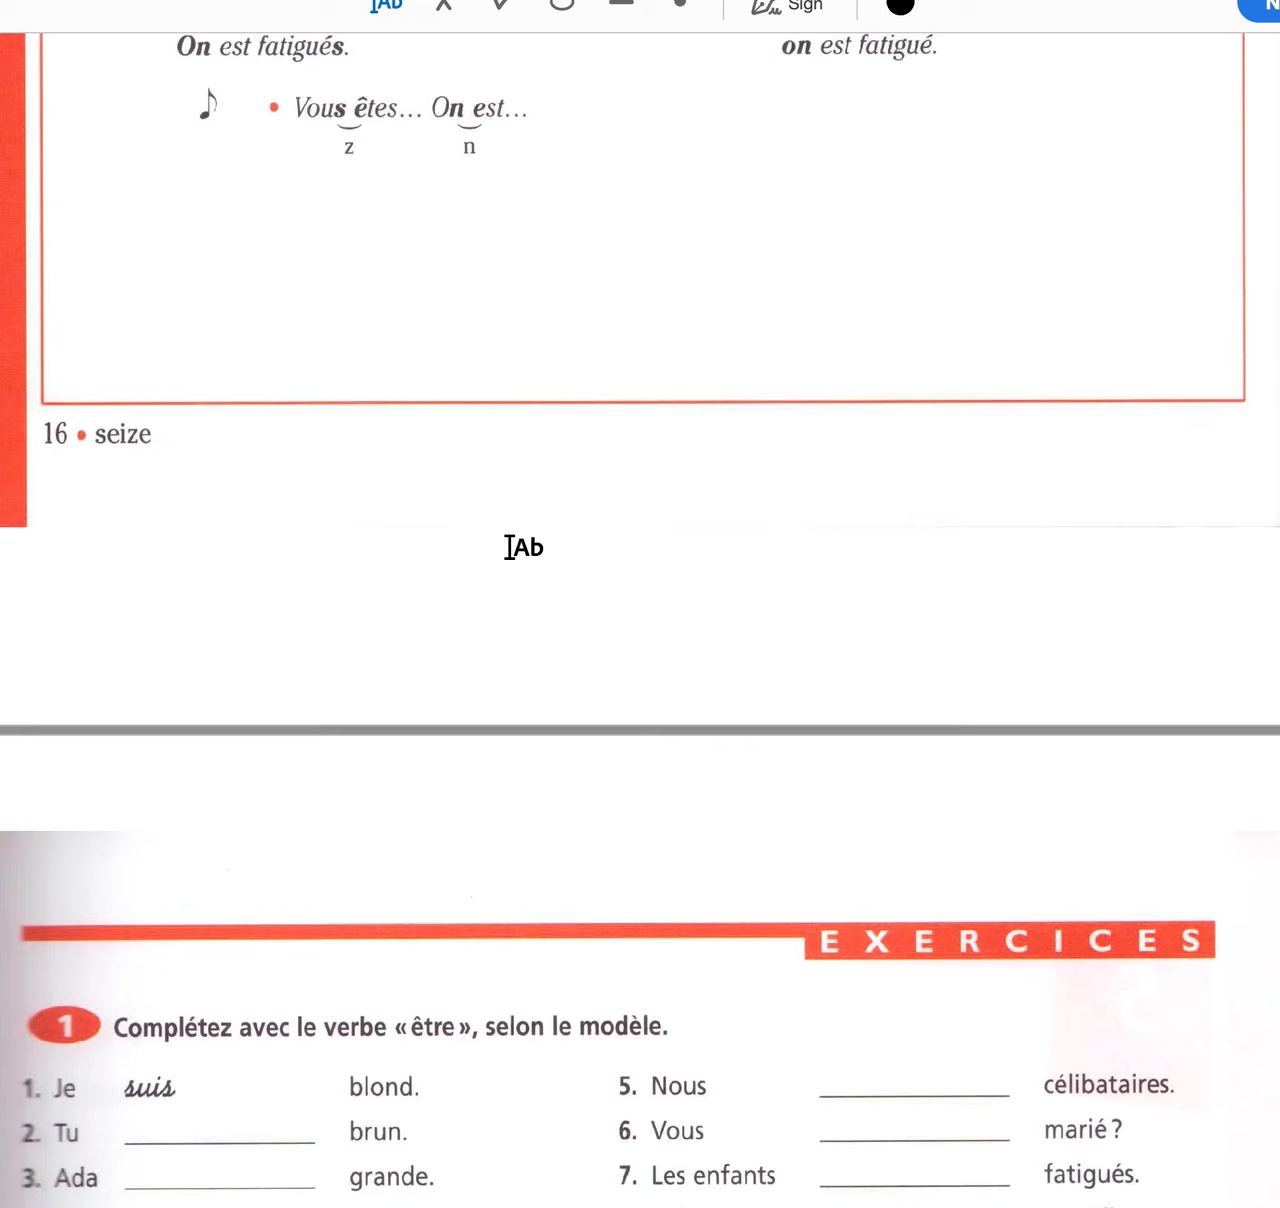 Ab
Sign
N
On est fatigués.
on est fatigué.
• Vous êtes... On est...
z n
16 • seize
Ab
EXERCICES
1 Complétez avec le verbe « être », selon le modèle.
1. Je suis blond.
2. Tu brun.
3. Ada grande.
5. Nous célibataires.
6. Vous marié ?
7. Les enfants fatigués.